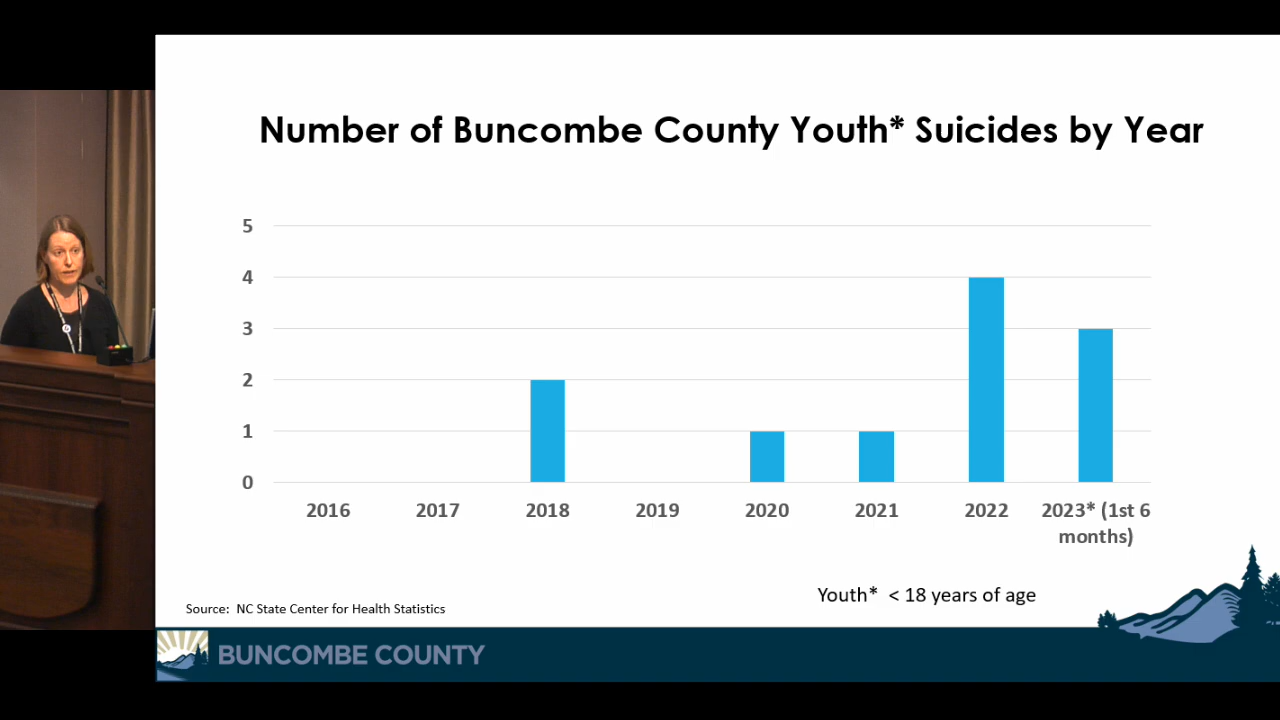 Number of Buncombe County Youth* Suicides by Year
5
4
3
2
1
0
2016 2017 2018 2019 2020 2021 2022 2023* (1st 6
months)
Youth* < 18 years of age
Source: NC State Center for Health Statistics
BUNCOMBE COUNTY